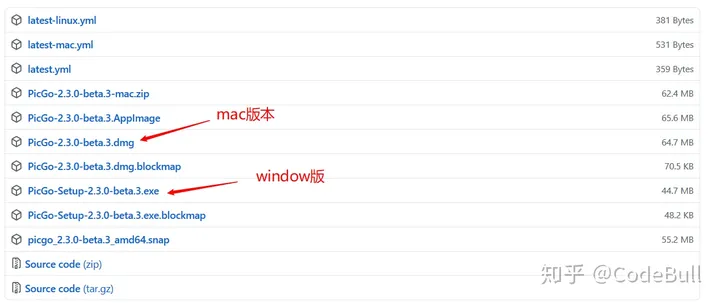 latest-linux.yml 381 Bytes
latest-mac.yml 531 Bytes
latest.yml 359 Bytes
PicGo-2.3.0-beta.3-mac.zip 62.4 MB
mac版本
PicGo-2.3.0-beta.3.AppImage 65.6 MB
PicGo-2.3.0-beta.3.dmg 64.7 MB
PicGo-2.3.0-beta.3.dmg.blockmap 70.5 KB
window版
PicGo-Setup-2.3.0-beta.3.exe 44.7 MB
PicGo-Setup-2.3.0-beta.3.exe.blockmap 48.2 KB
picgo_2.3.0-beta.3_amd64.snap 55.2 MB
Source code (zip)
Source code (tar.gz)
知乎 @CodeBull